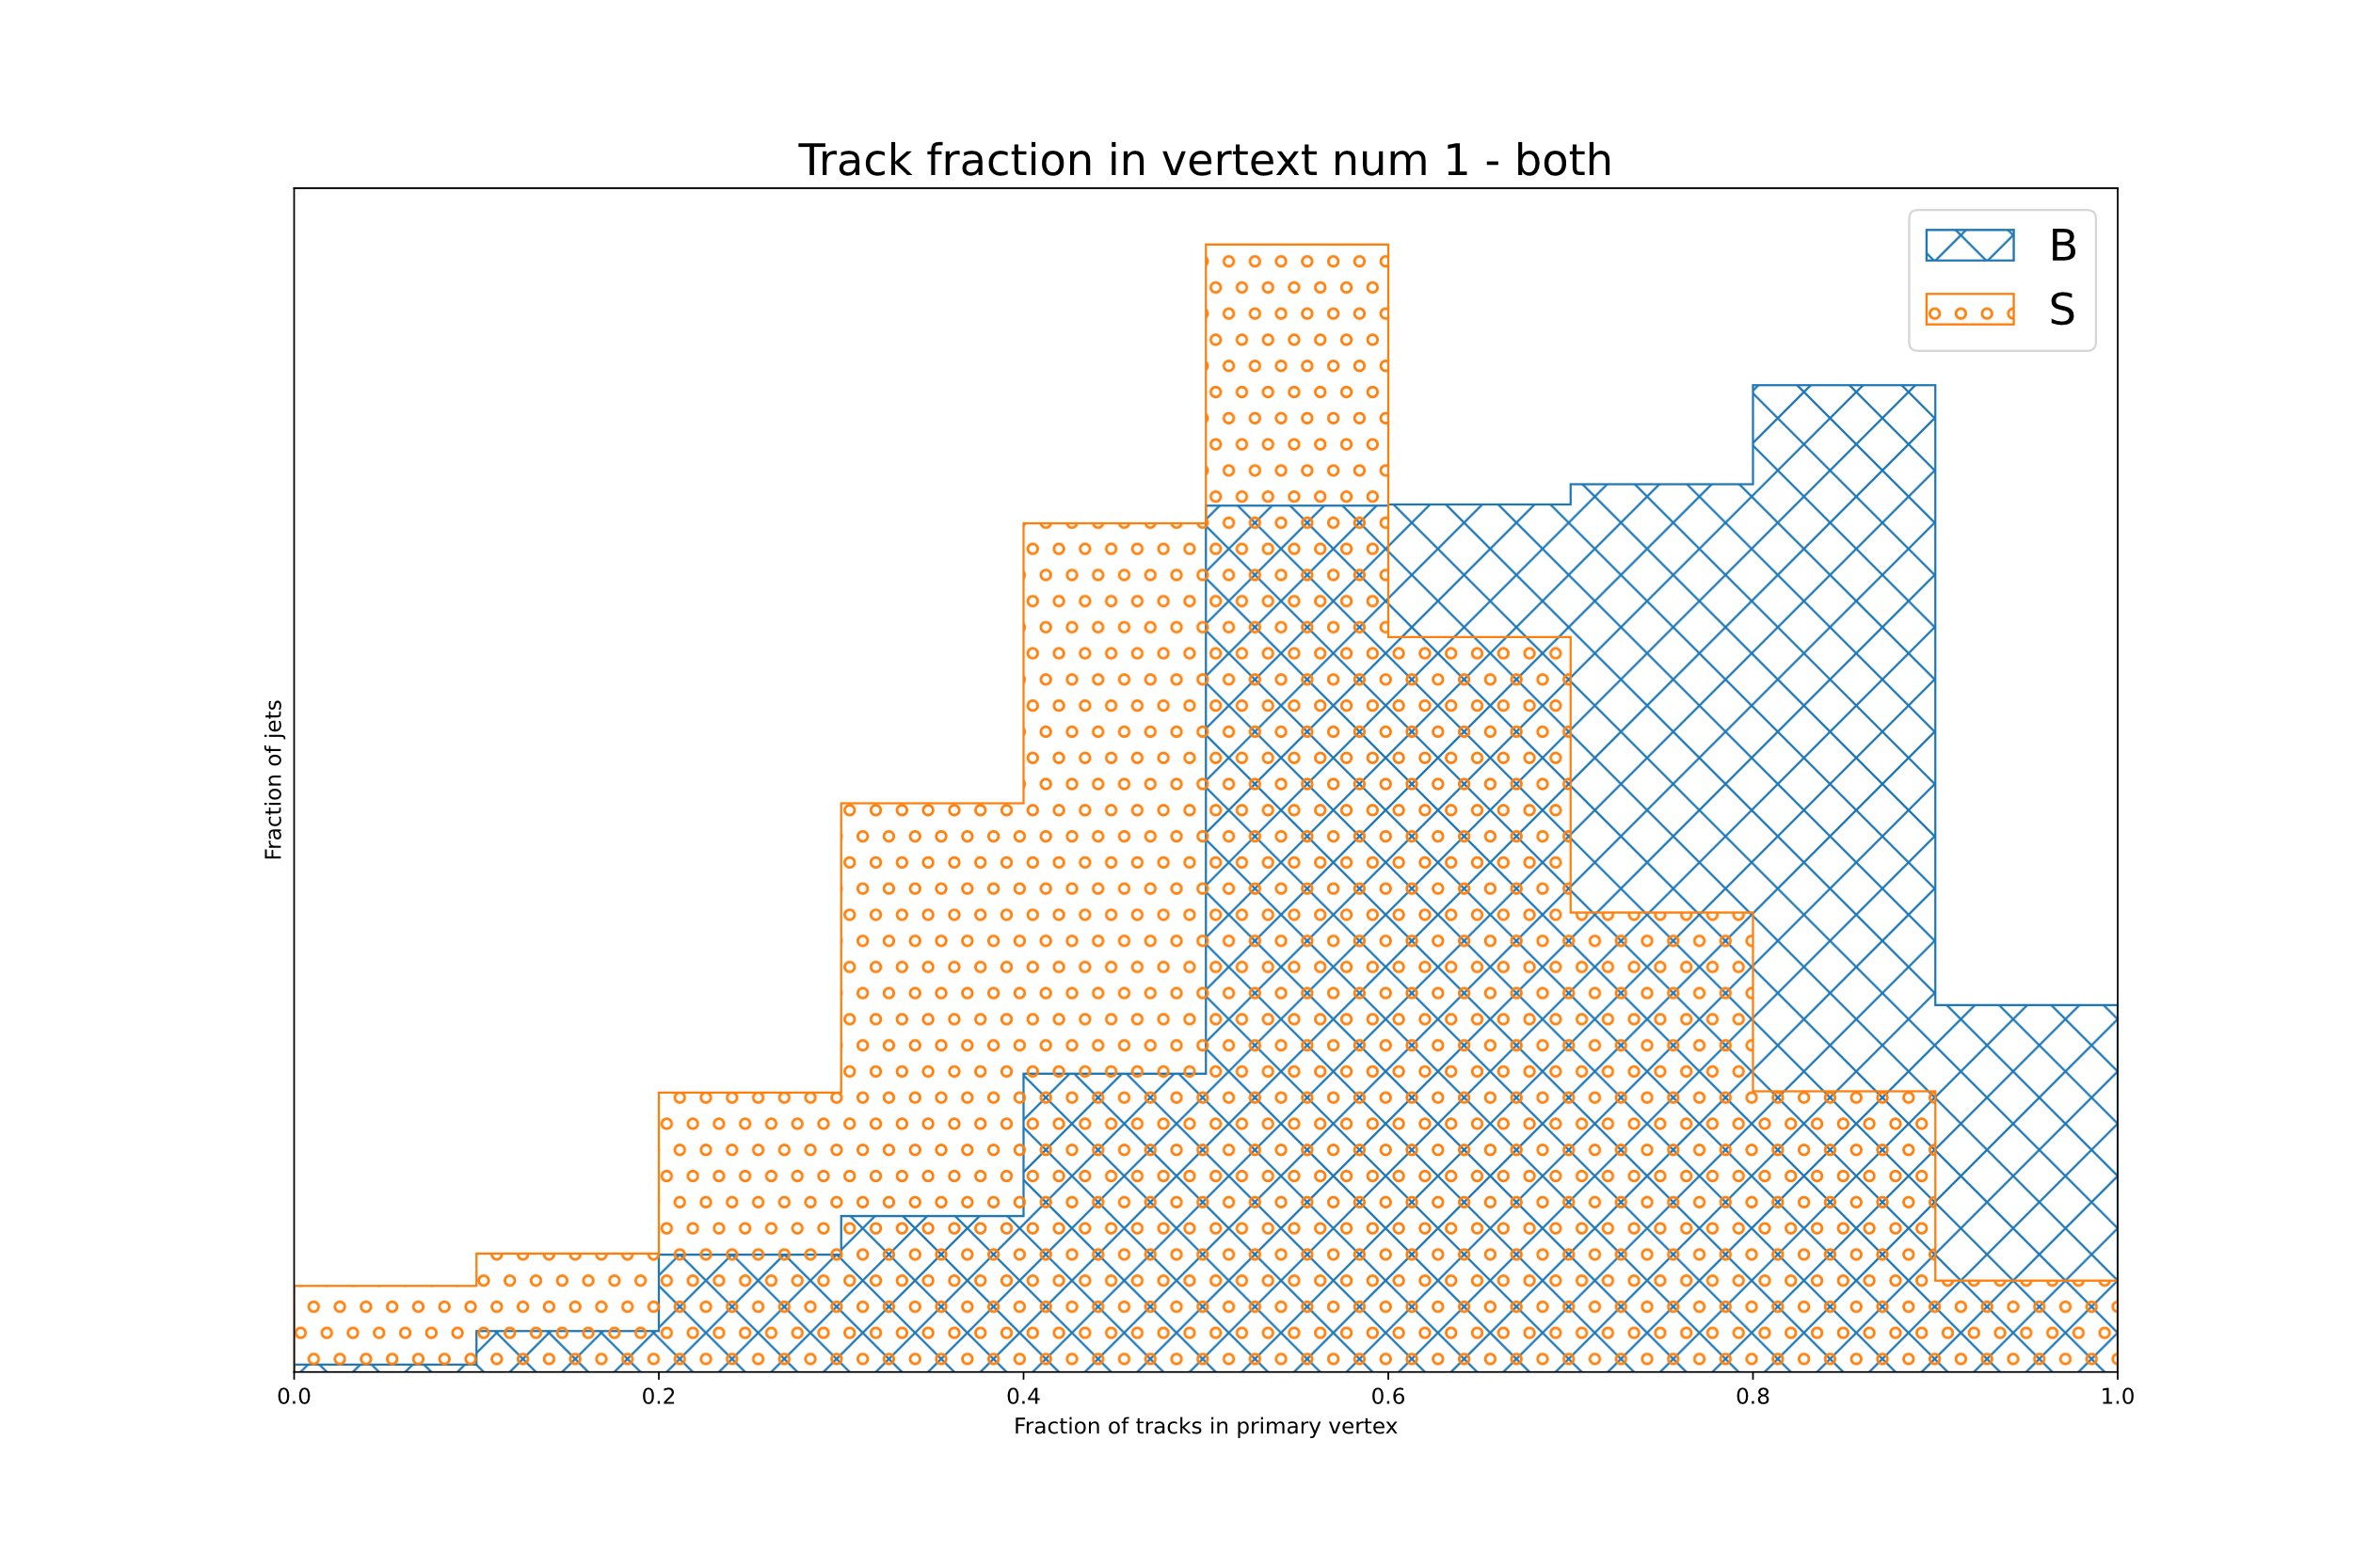 Track fraction in vertext num 1 - both
B
S
Fraction of jets
0.0 0.2 0.4 0.6 0.8 1.0
Fraction of tracks in primary vertex